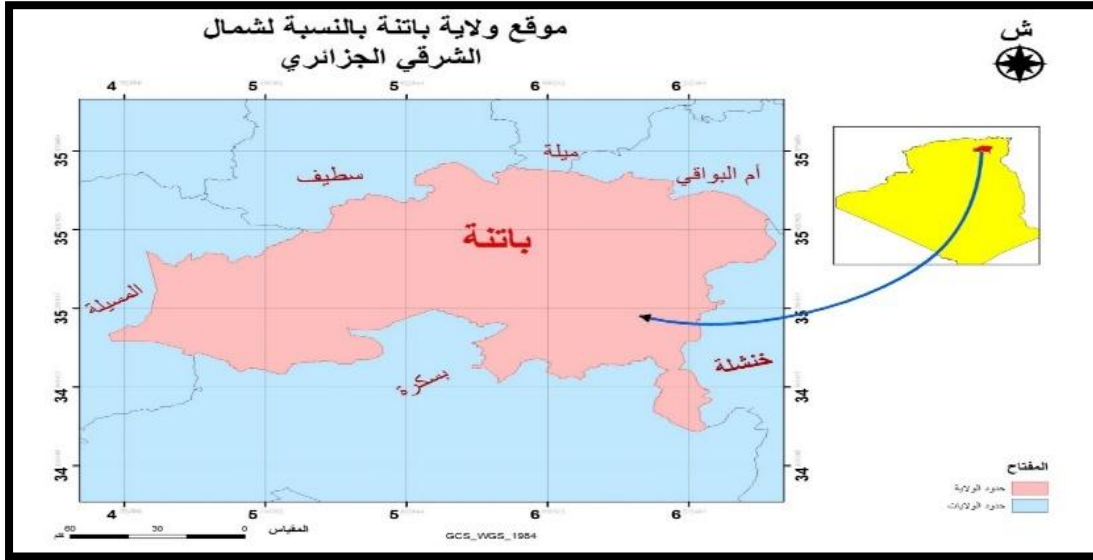 موقع ولاية باتنة بالنسبة لشمال
الشرقي الجزائري
ش
4 5 5 6 6
35
35
35
34
34
35
35
35
34
34
ميلة
أم البواقي
سطيف
باتنة
المسيلة
خنشلة
بسكرة
4 5 5 6 6
المفتاح
حدود الولاية
حدود الولايات
المقياس
0 30 60
GCS_WGS_1984